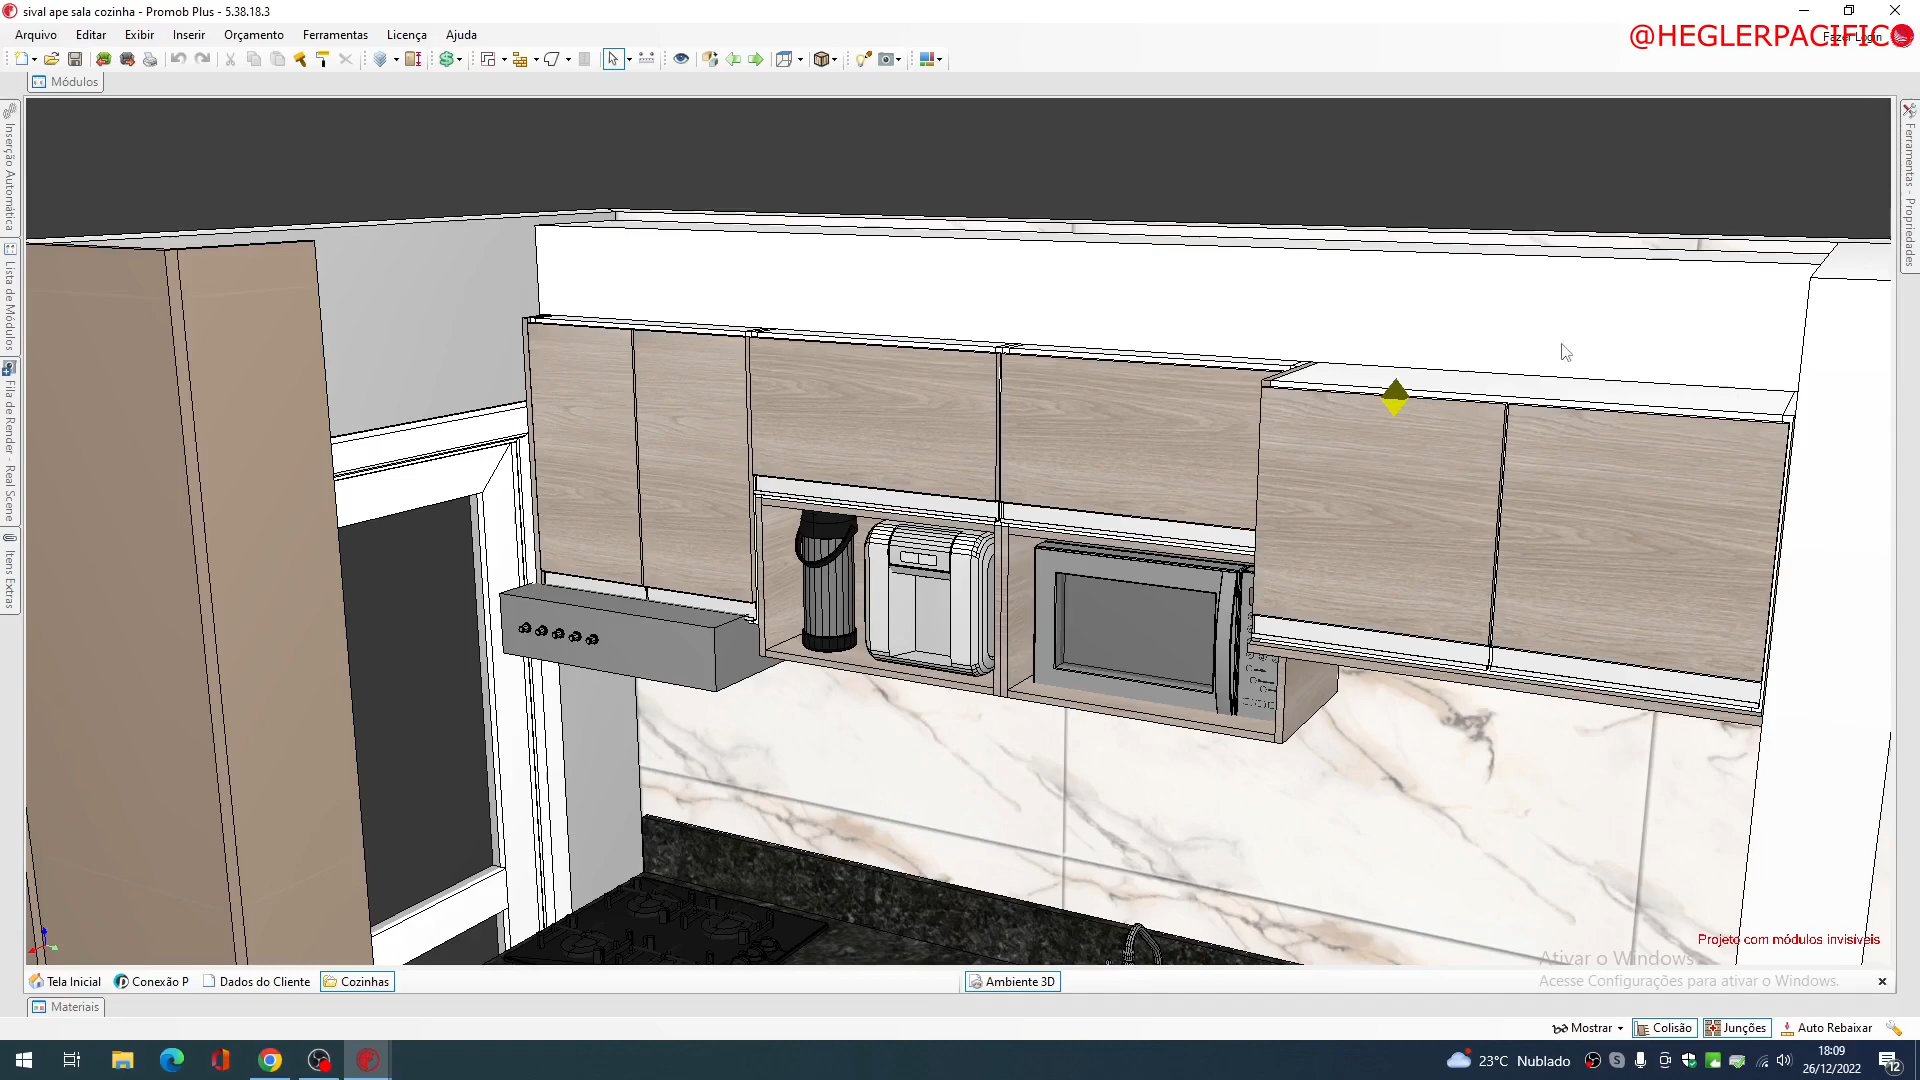 sival ape sala cozinha - Promob Plus - 5.38.18.3
Arquivo Editar Exibir Inserir Orçamento Ferramentas Licença Ajuda
@HEGLERPACIFICO
Fazer Login
Módulos
Inserção Automática
Lista de Módulos
Fila de Render - Real Scene
Itens Extras
Ferramentas - Propriedades
Projeto com módulos invisíveis
Ativar o Windows
Acesse Configurações para ativar o Windows.
Tela Inicial Conexão P Dados do Cliente Cozinhas Ambiente 3D
Materiais
Mostrar Colisão Junções Auto Rebaixar
23°C Nublado
18:09
26/12/2022
12